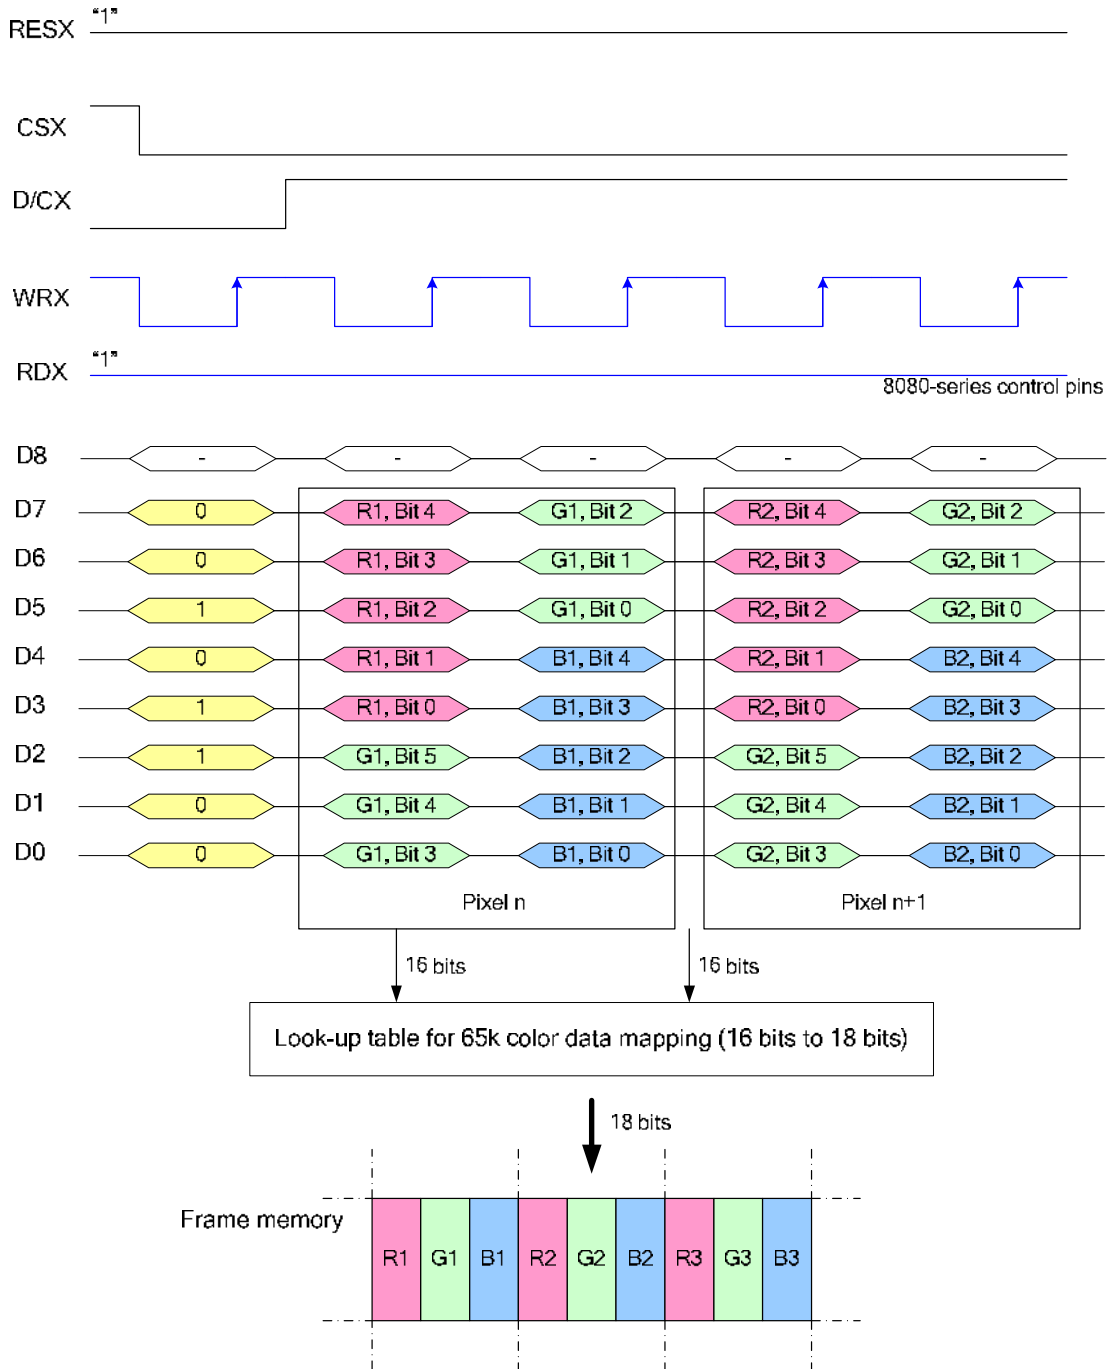 RESX "1"
CSX
D/CX
WRX
RDX "1"
8080-series control pins
D8 - - - - -
D7 0 R1, Bit 4 G1, Bit 2 R2, Bit 4 G2, Bit 2
D6 0 R1, Bit 3 G1, Bit 1 R2, Bit 3 G2, Bit 1
D5 1 R1, Bit 2 G1, Bit 0 R2, Bit 2 G2, Bit 0
D4 0 R1, Bit 1 B1, Bit 4 R2, Bit 1 B2, Bit 4
D3 1 R1, Bit 0 B1, Bit 3 R2, Bit 0 B2, Bit 3
D2 1 G1, Bit 5 B1, Bit 2 G2, Bit 5 B2, Bit 2
D1 0 G1, Bit 4 B1, Bit 1 G2, Bit 4 B2, Bit 1
D0 0 G1, Bit 3 B1, Bit 0 G2, Bit 3 B2, Bit 0
Pixel n Pixel n+1
16 bits 16 bits
Look-up table for 65k color data mapping (16 bits to 18 bits)
18 bits
Frame memory
R1 G1 B1 R2 G2 B2 R3 G3 B3